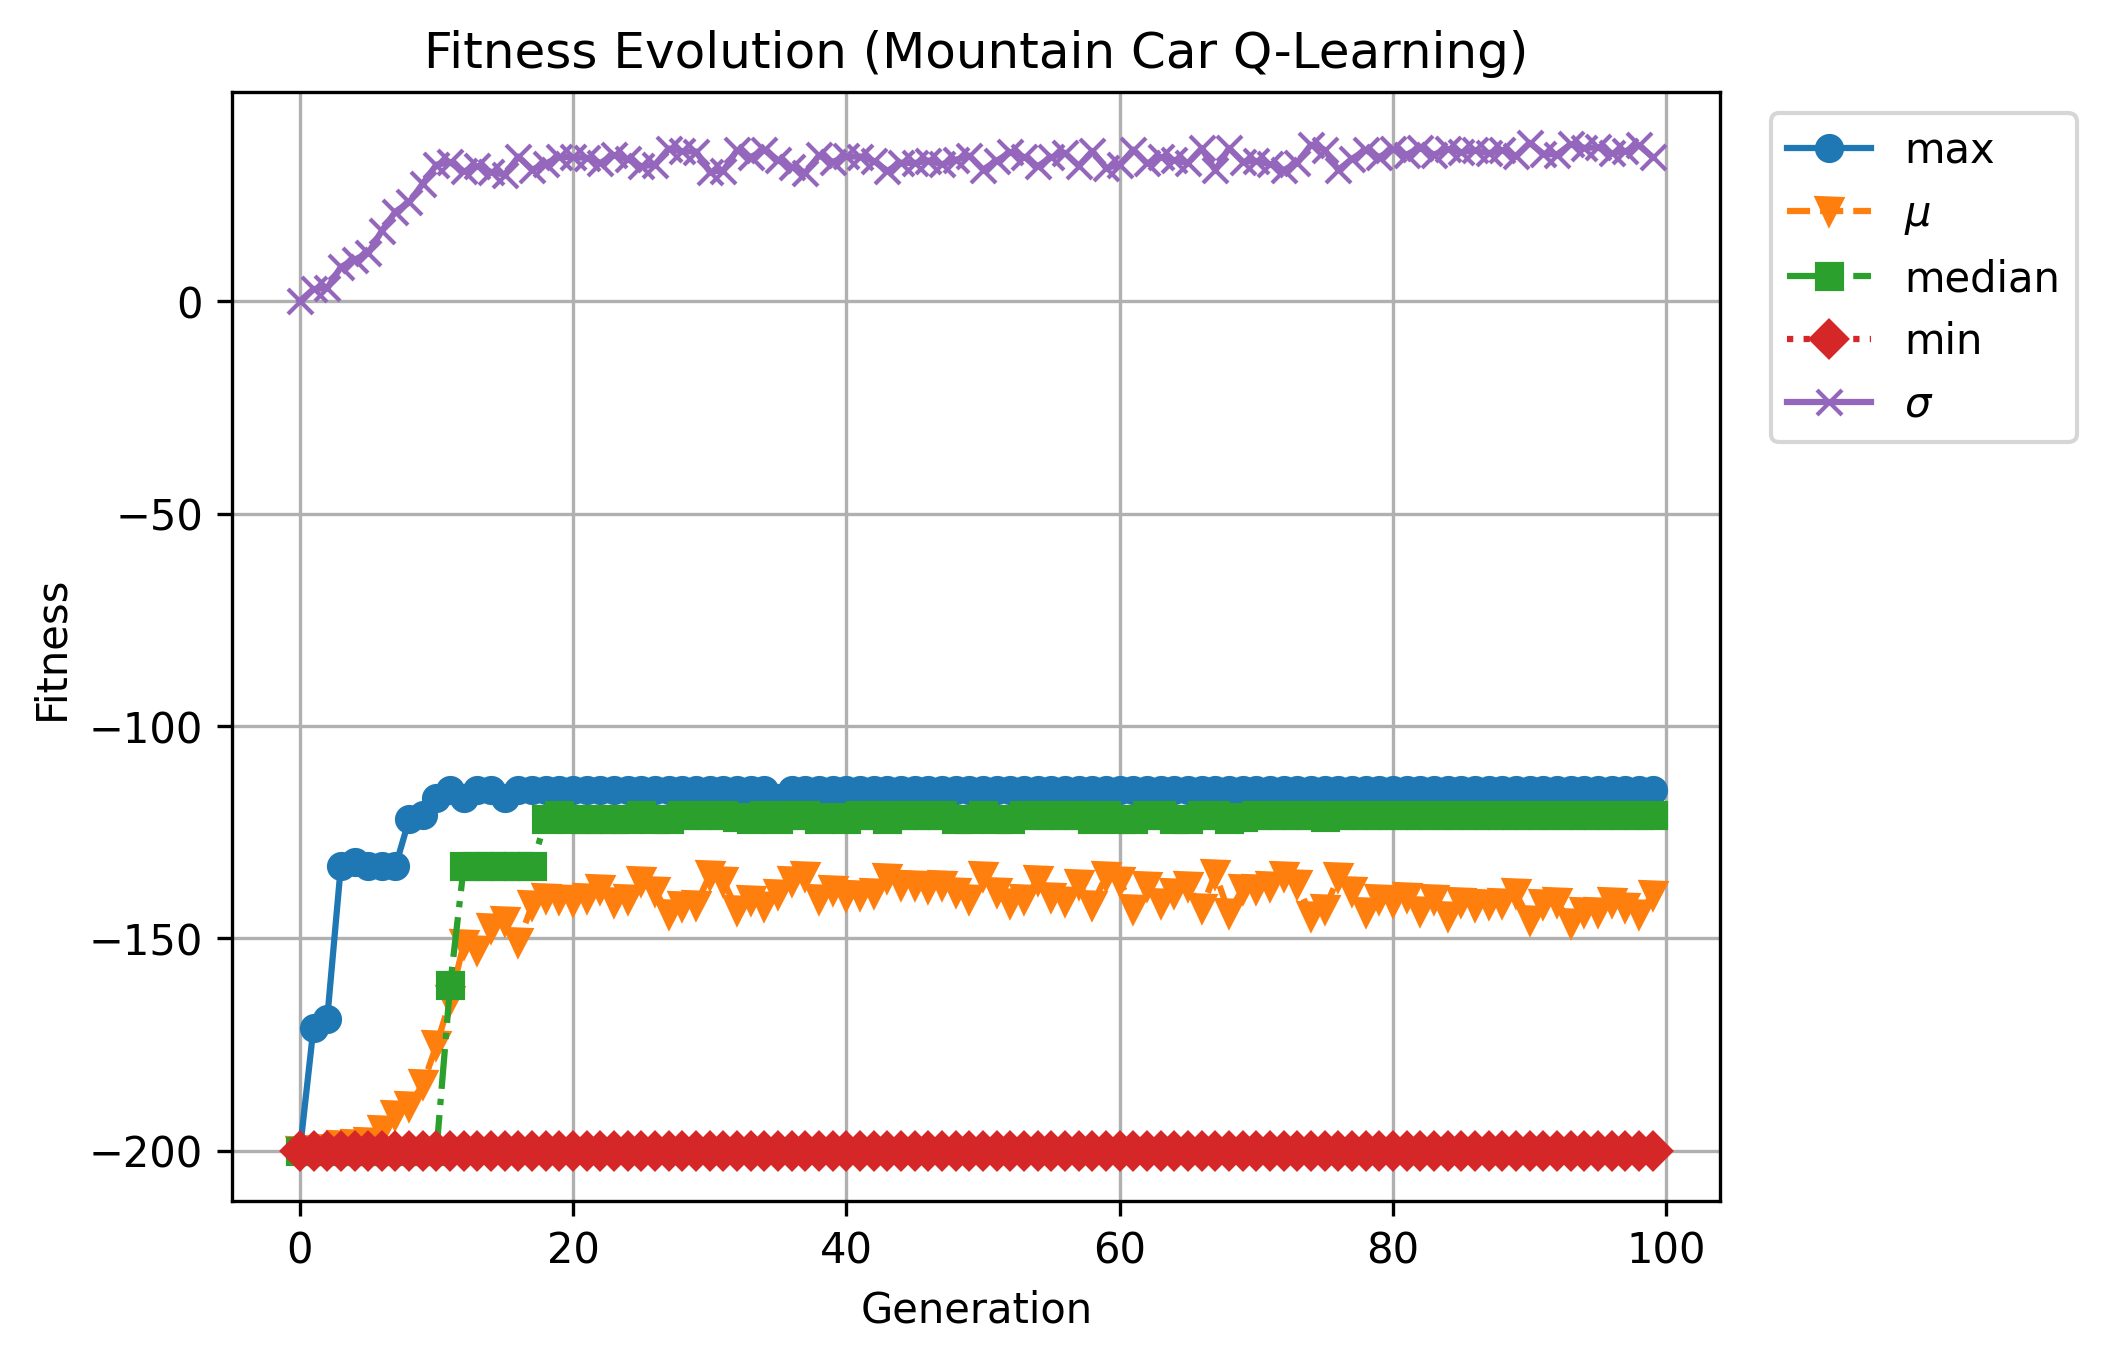 Fitness Evolution (Mountain Car Q-Learning)
max
μ
median
min
σ
0
−50
−100
−150
−200
Fitness
0 20 40 60 80 100
Generation